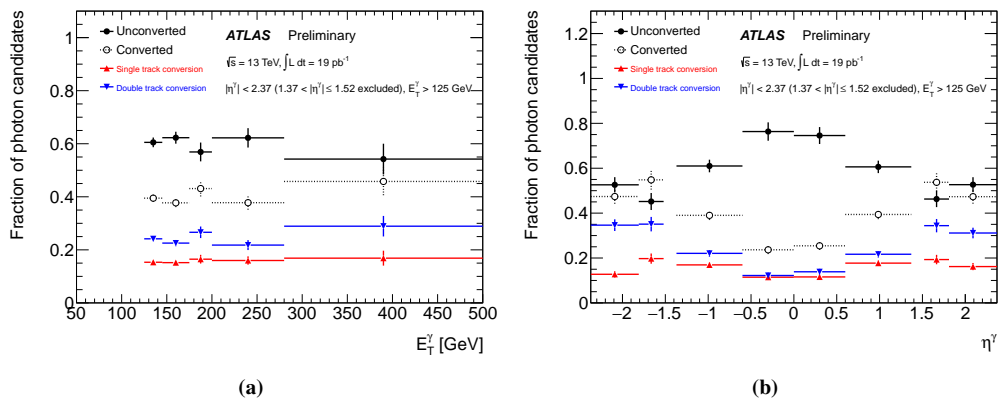 Fraction of photon candidates
1
0.8
0.6
0.4
0.2
0
Unconverted
Converted
Single track conversion
Double track conversion
ATLAS Preliminary
√s = 13 TeV, ∫L dt = 19 pb⁻¹
|η^γ| < 2.37 (1.37 < |η^γ| ≤ 1.52 excluded), E_T^γ > 125 GeV
50 100 150 200 250 300 350 400 450 500
E_T^γ [GeV]
(a)
Fraction of photon candidates
1.2
1
0.8
0.6
0.4
0.2
0
Unconverted
Converted
Single track conversion
Double track conversion
ATLAS Preliminary
√s = 13 TeV, ∫L dt = 19 pb⁻¹
|η^γ| < 2.37 (1.37 < |η^γ| ≤ 1.52 excluded), E_T^γ > 125 GeV
−2 −1.5 −1 −0.5 0 0.5 1 1.5 2
η^γ
(b)